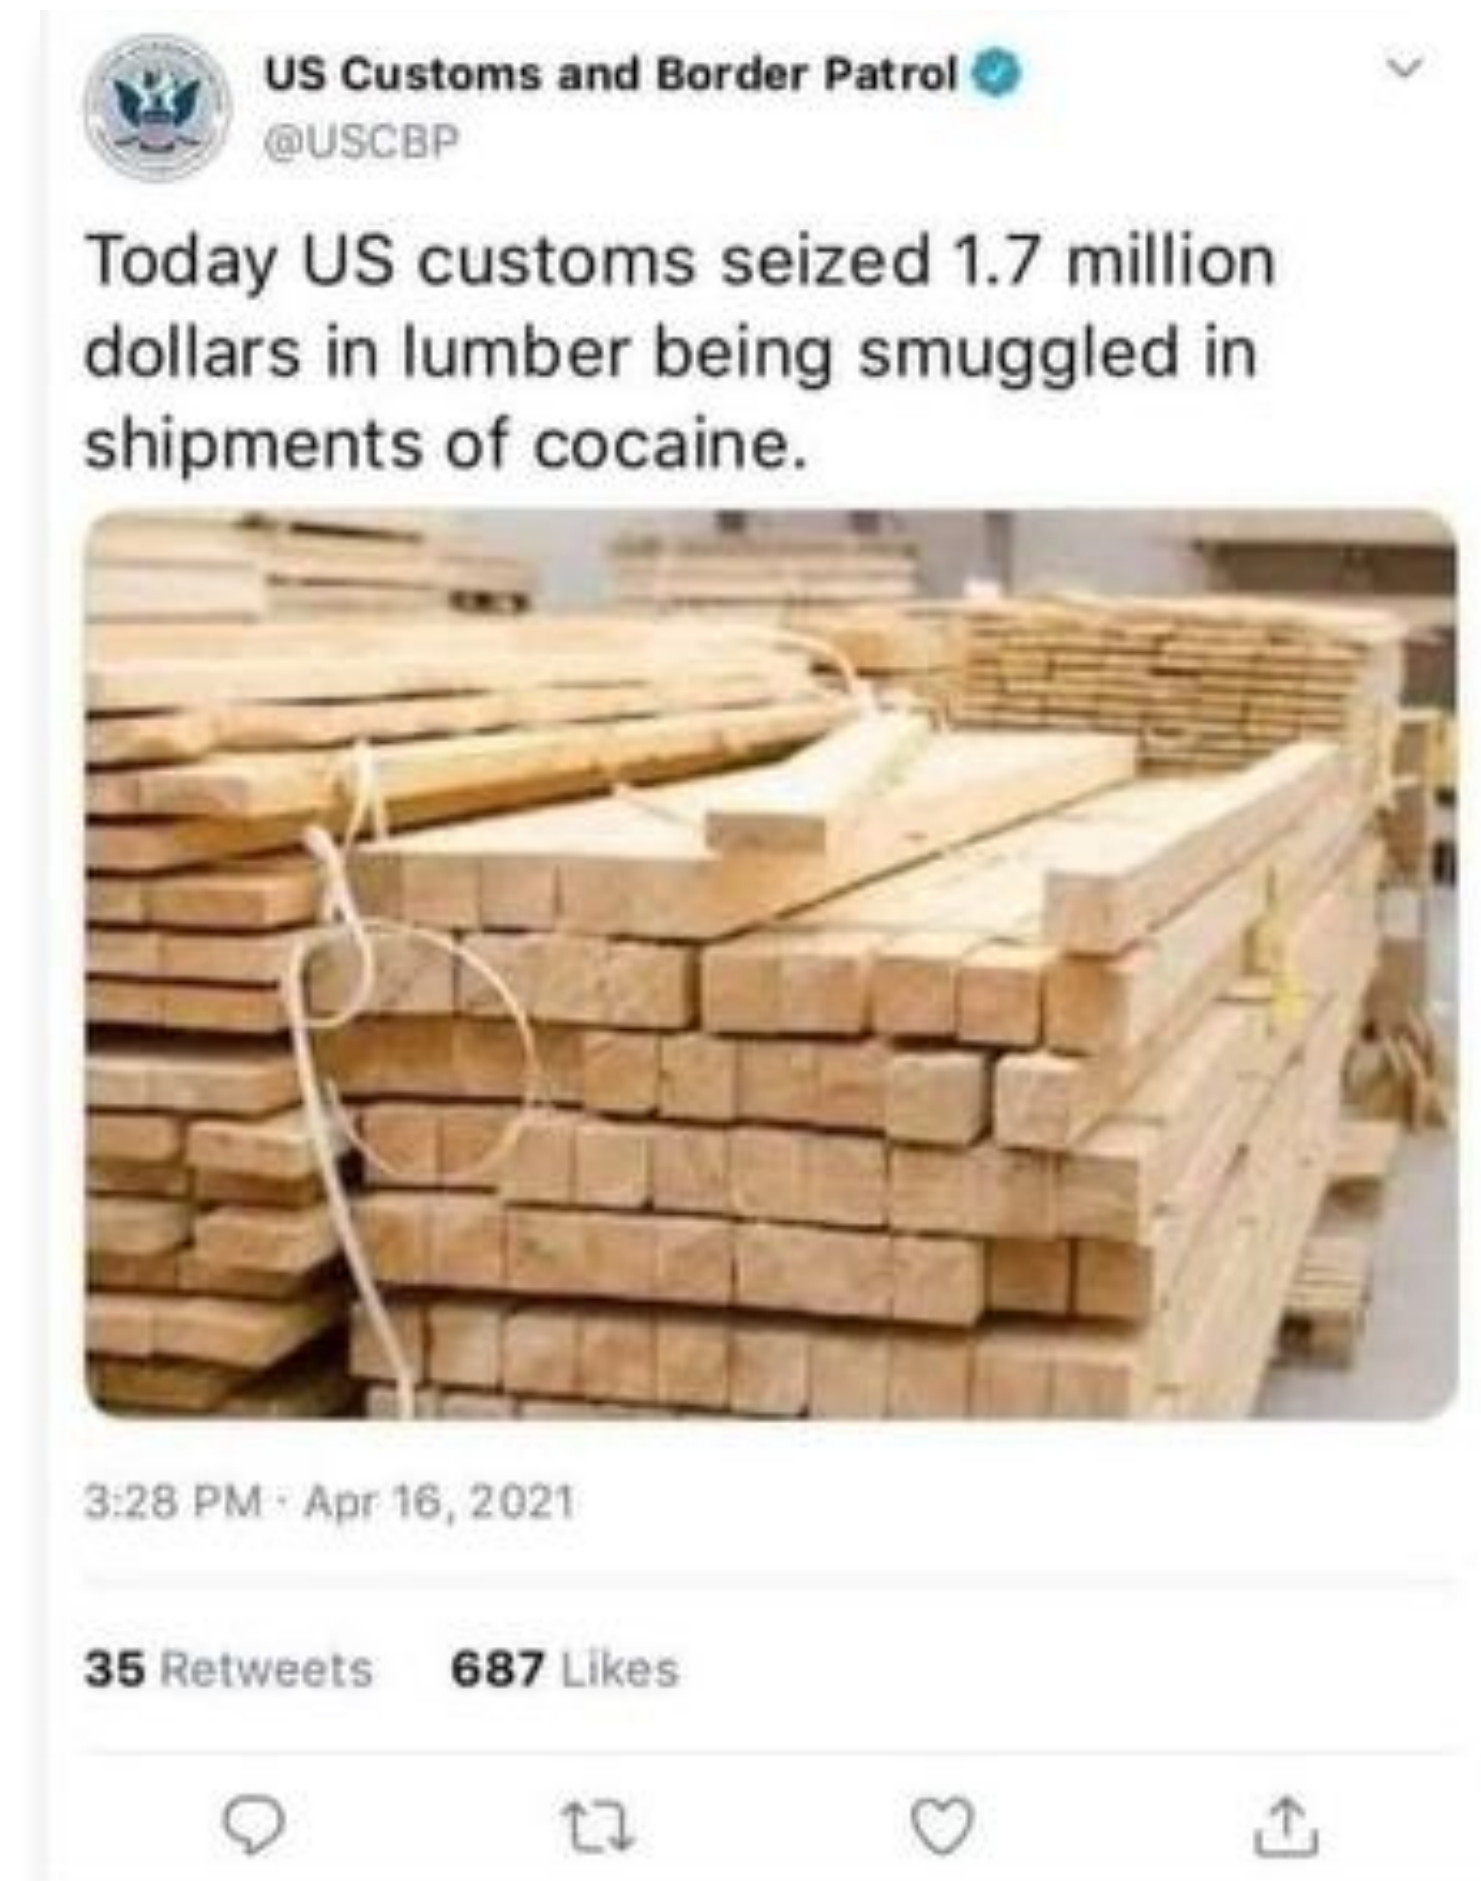 US Customs and Border Patrol
@USCBP
Today US customs seized 1.7 million
dollars in lumber being smuggled in
shipments of cocaine.
3:28 PM · Apr 16, 2021
35 Retweets 687 Likes